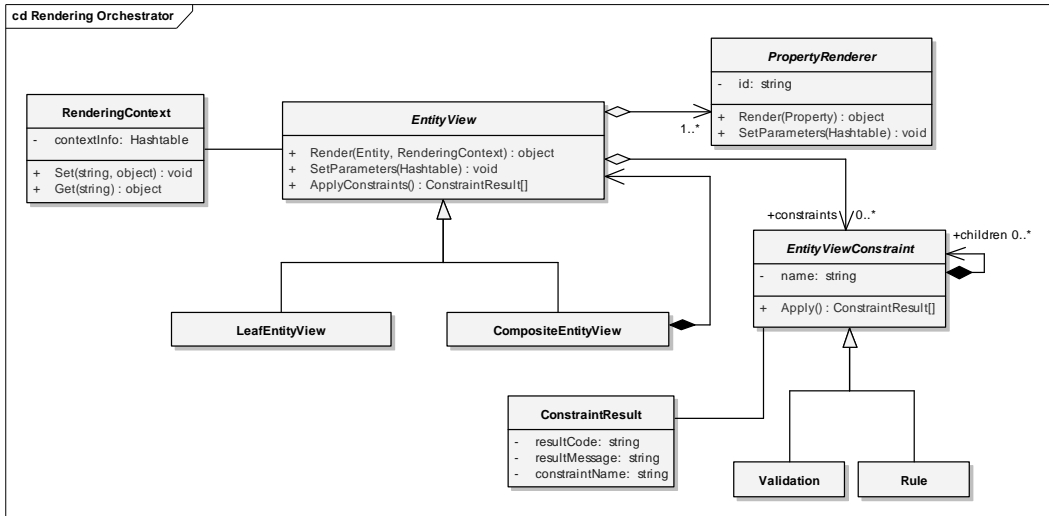 cd Rendering Orchestrator
PropertyRenderer
- id: string
+ Render(Property) : object
+ SetParameters(Hashtable) : void
RenderingContext
- contextInfo: Hashtable
+ Set(string, object) : void
+ Get(string) : object
EntityView
+ Render(Entity, RenderingContext) : object
+ SetParameters(Hashtable) : void
+ ApplyConstraints() : ConstraintResult[]
1..*
+constraints 0..*
+children 0..*
EntityViewConstraint
- name: string
+ Apply() : ConstraintResult[]
LeafEntityView
CompositeEntityView
ConstraintResult
- resultCode: string
- resultMessage: string
- constraintName: string
Validation
Rule